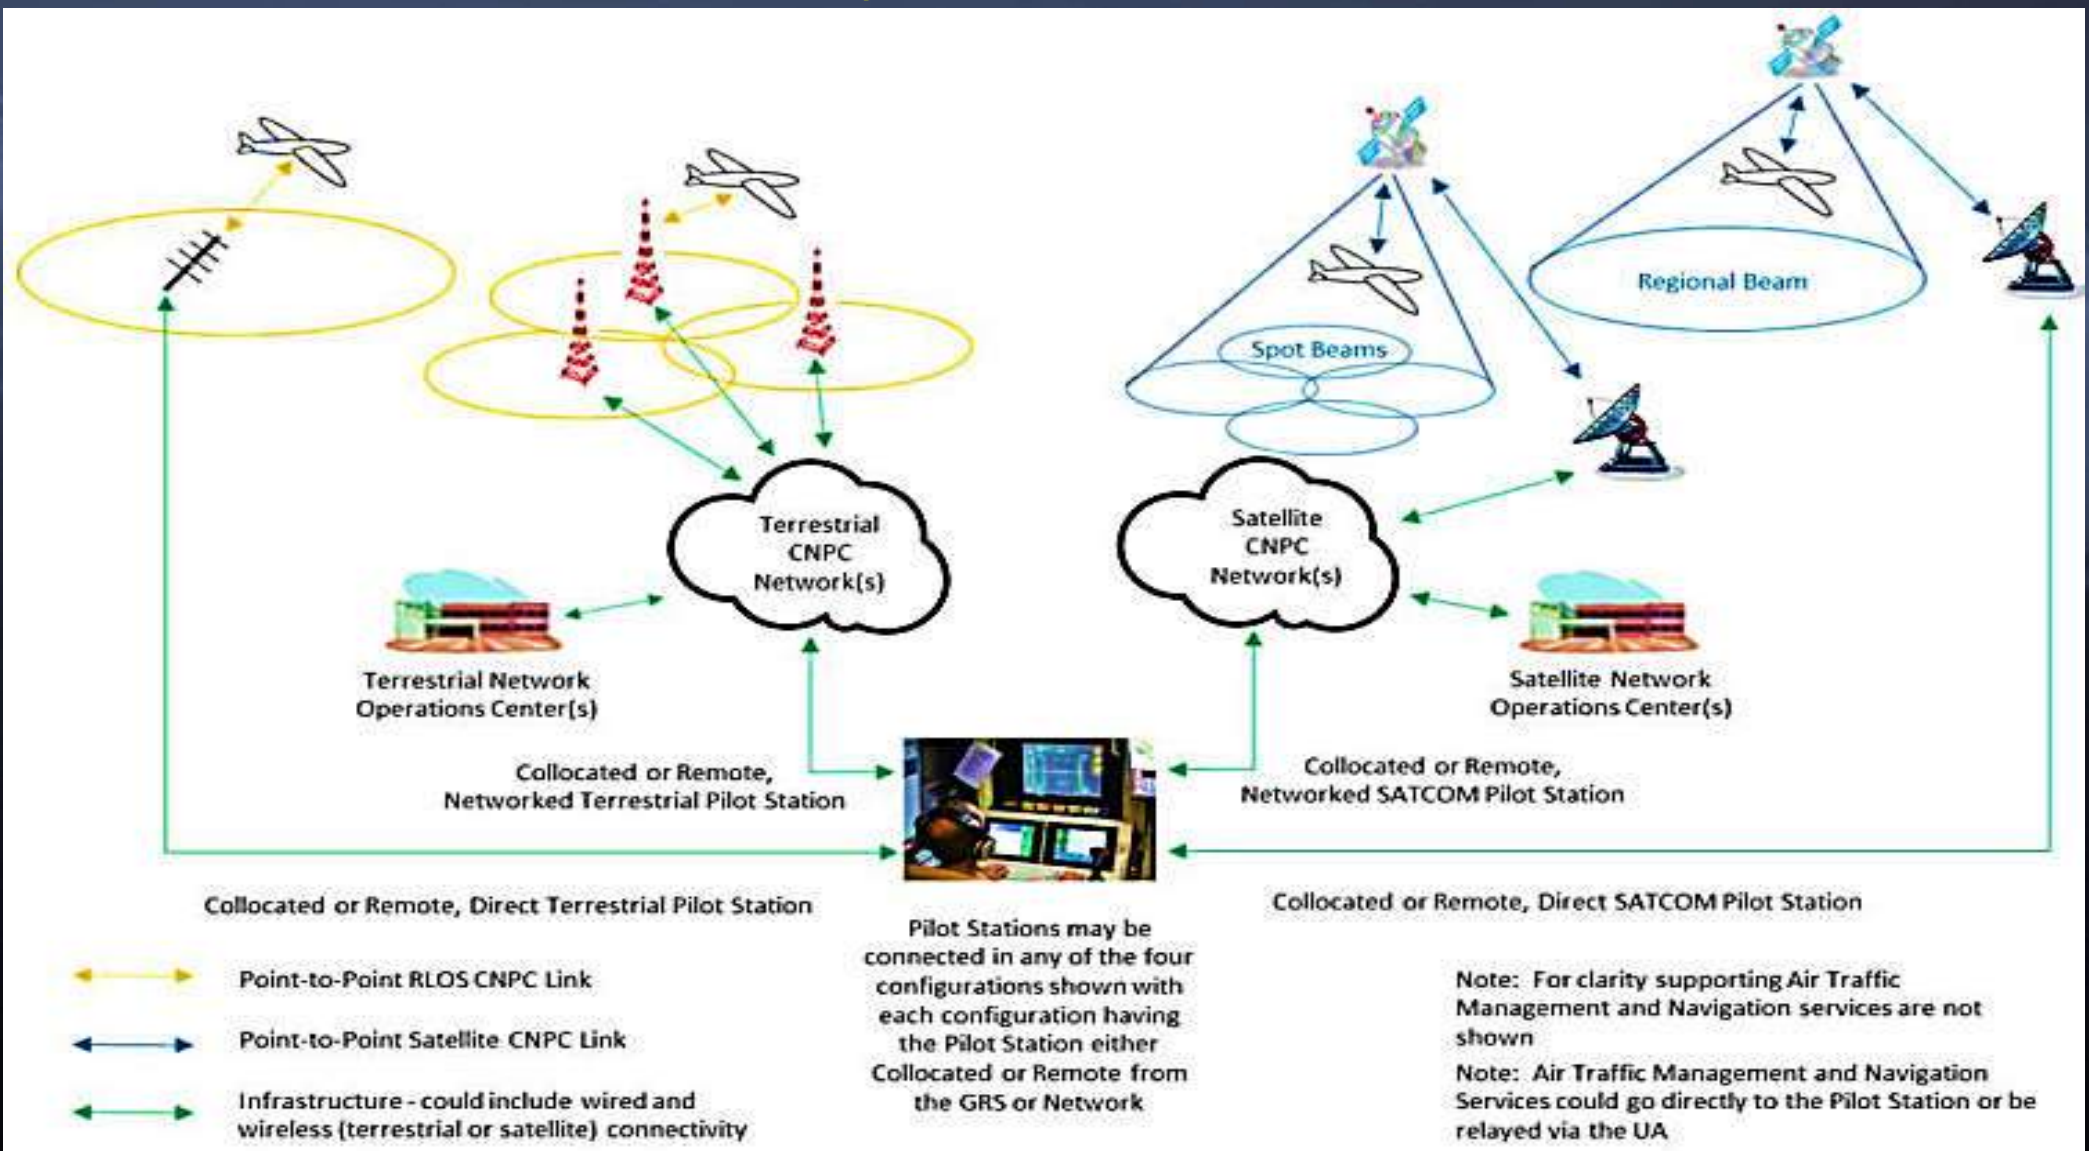 Regional Beam
Spot Beams
Terrestrial
CNPC
Network(s)
Satellite
CNPC
Network(s)
Terrestrial Network
Operations Center(s)
Satellite Network
Operations Center(s)
Collocated or Remote,
Networked Terrestrial Pilot Station
Collocated or Remote,
Networked SATCOM Pilot Station
Collocated or Remote, Direct Terrestrial Pilot Station
Collocated or Remote, Direct SATCOM Pilot Station
Point-to-Point RLOS CNPC Link
Point-to-Point Satellite CNPC Link
Infrastructure - could include wired and
wireless (terrestrial or satellite) connectivity
Pilot Stations may be
connected in any of the four
configurations shown with
each configuration having
the Pilot Station either
Collocated or Remote from
the GRS or Network
Note: For clarity supporting Air Traffic
Management and Navigation services are not
shown
Note: Air Traffic Management and Navigation
Services could go directly to the Pilot Station or be
relayed via the UA